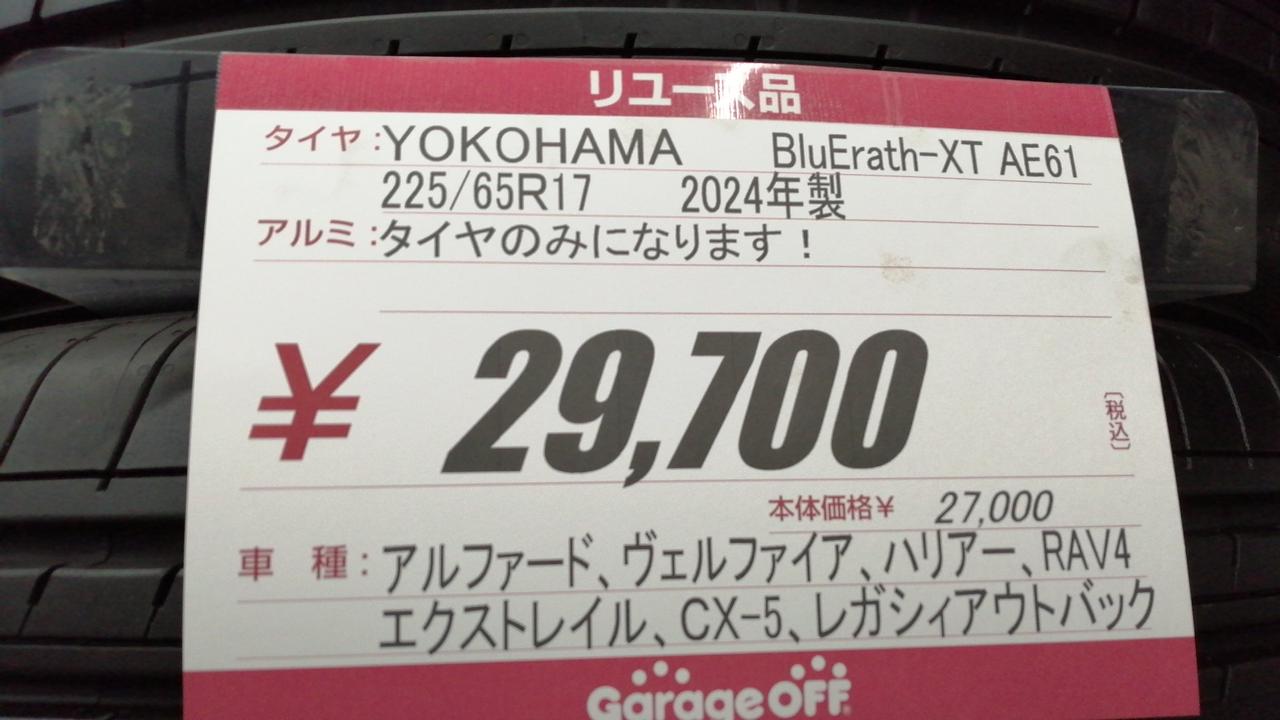 リユース品
タイヤ:YOKOHAMA BluErath-XT AE61
225/65R17 2024年製
アルミ:タイヤのみになります！
¥ 29,700 〔税込〕
本体価格¥ 27,000
車 種:アルファード、ヴェルファイア、ハリアー、RAV4
エクストレイル、CX-5、レガシィアウトバック
GarageOFF